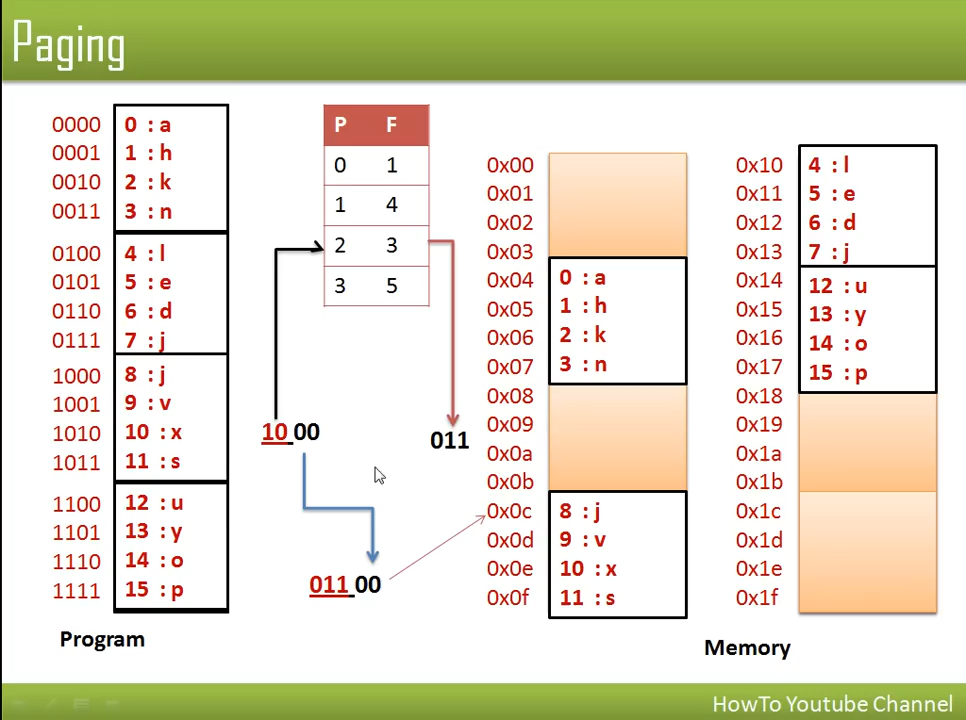 Paging
0000
0001
0010
0011
0 : a
1 : h
2 : k
3 : n
0100
0101
0110
0111
4 : l
5 : e
6 : d
7 : j
1000
1001
1010
1011
8 : j
9 : v
10 : x
11 : s
1100
1101
1110
1111
12 : u
13 : y
14 : o
15 : p
Program
P F
0 1
1 4
2 3
3 5
10 00
011
011 00
0x00
0x01
0x02
0x03
0x04
0x05
0x06
0x07
0x08
0x09
0x0a
0x0b
0x0c
0x0d
0x0e
0x0f
0 : a
1 : h
2 : k
3 : n
8 : j
9 : v
10 : x
11 : s
0x10
0x11
0x12
0x13
0x14
0x15
0x16
0x17
0x18
0x19
0x1a
0x1b
0x1c
0x1d
0x1e
0x1f
4 : l
5 : e
6 : d
7 : j
12 : u
13 : y
14 : o
15 : p
Memory
HowTo Youtube Channel